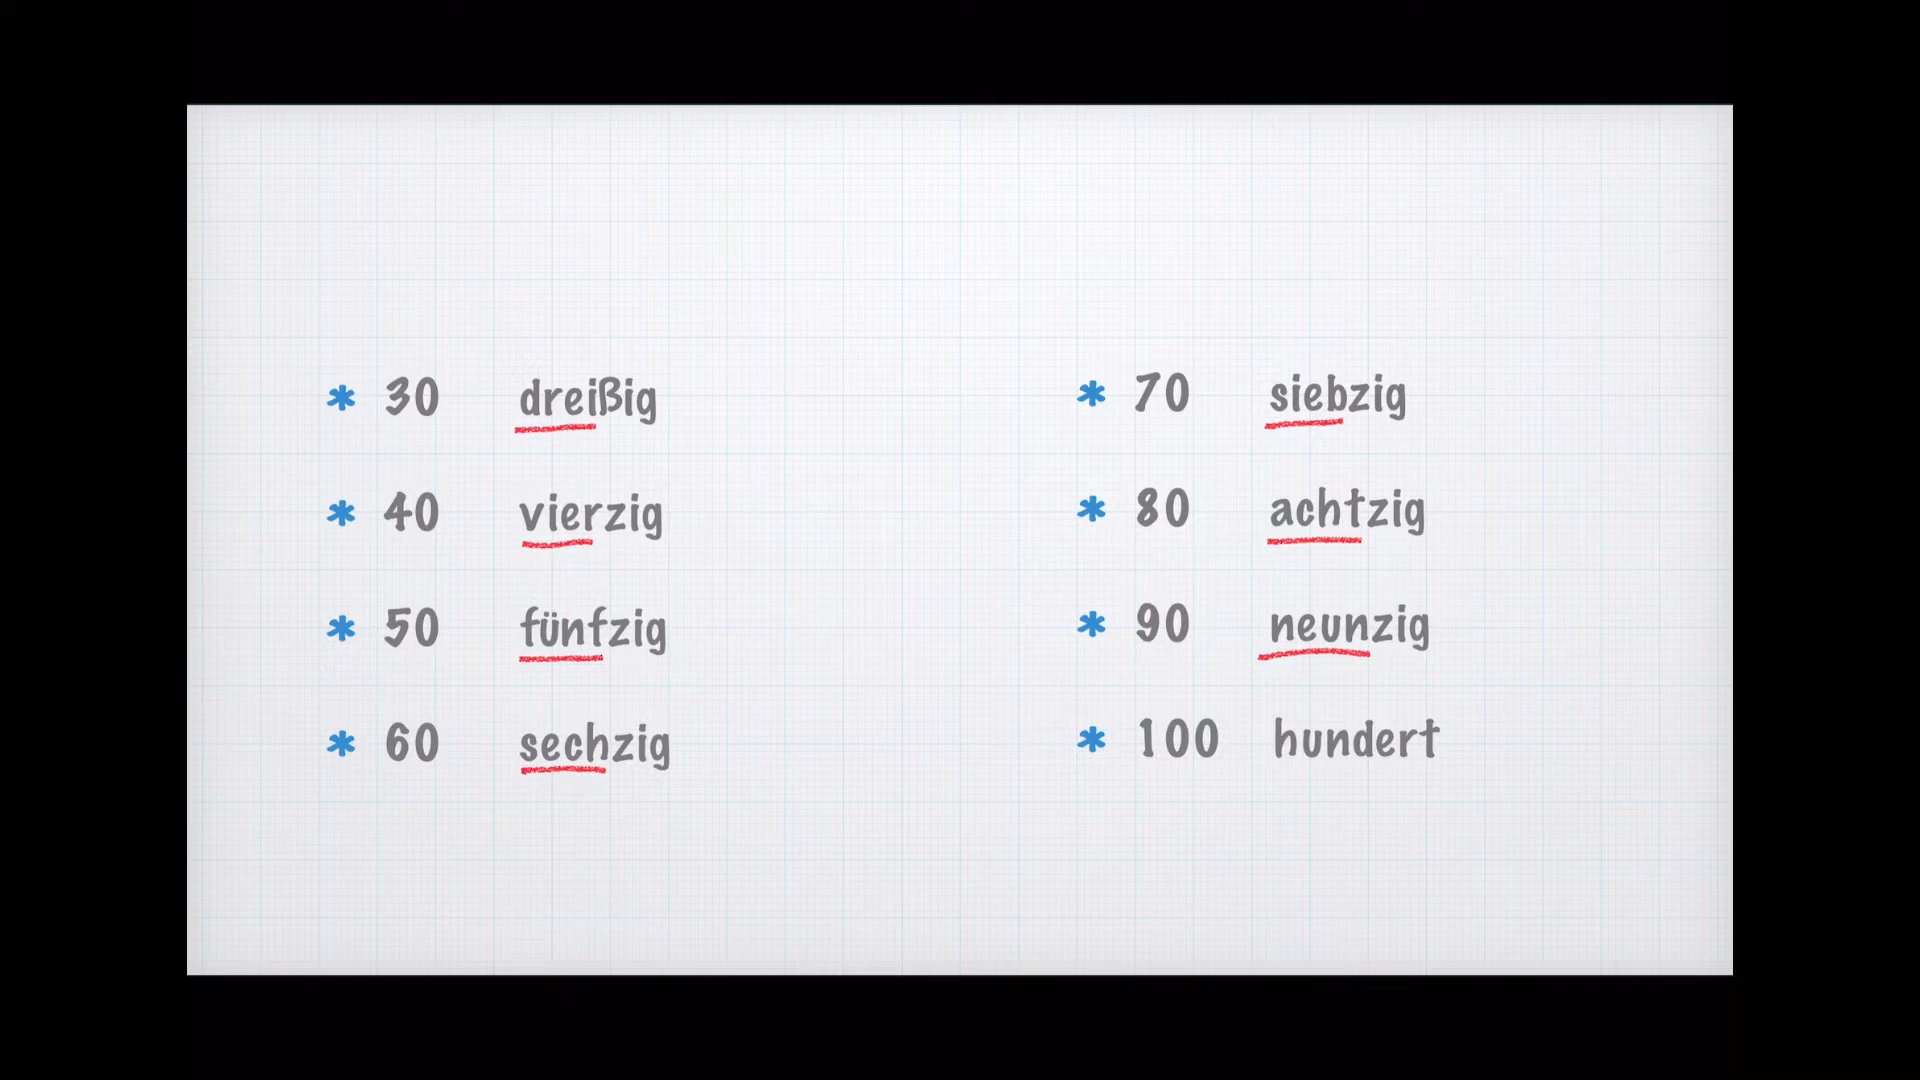 * 30 dreißig
* 40 vierzig
* 50 fünfzig
* 60 sechzig
* 70 siebzig
* 80 achtzig
* 90 neunzig
* 100 hundert